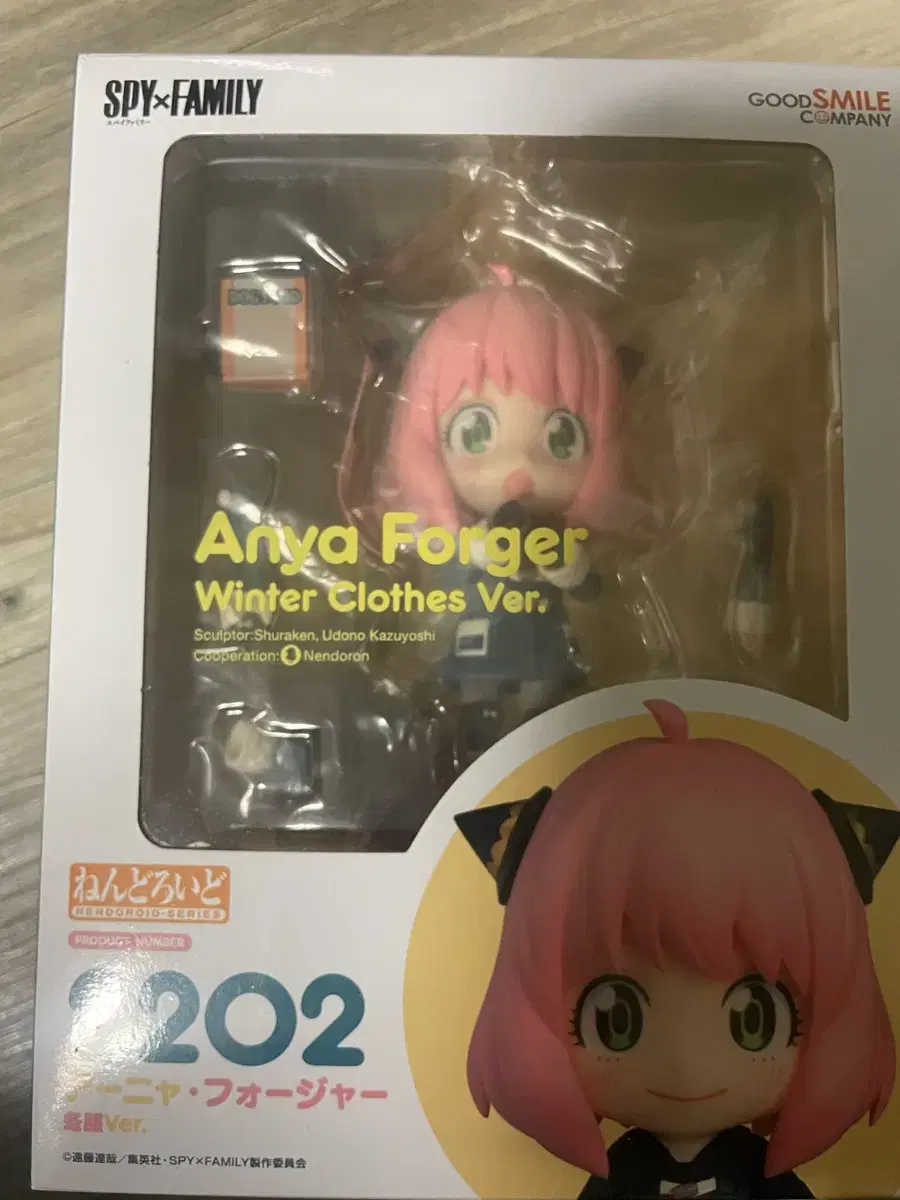 SPY×FAMILY
スパイファミリー
GOOD SMILE
COMPANY
Anya Forger
Winter Clothes Ver.
Sculptor:Shuraken, Udono Kazuyoshi
Cooperation: Nendoron
ねんどろいど
NENDOROID-SERIES
PRODUCT NUMBER
2202
アーニャ・フォージャー
冬服Ver.
©遠藤達哉／集英社・SPY×FAMILY製作委員会